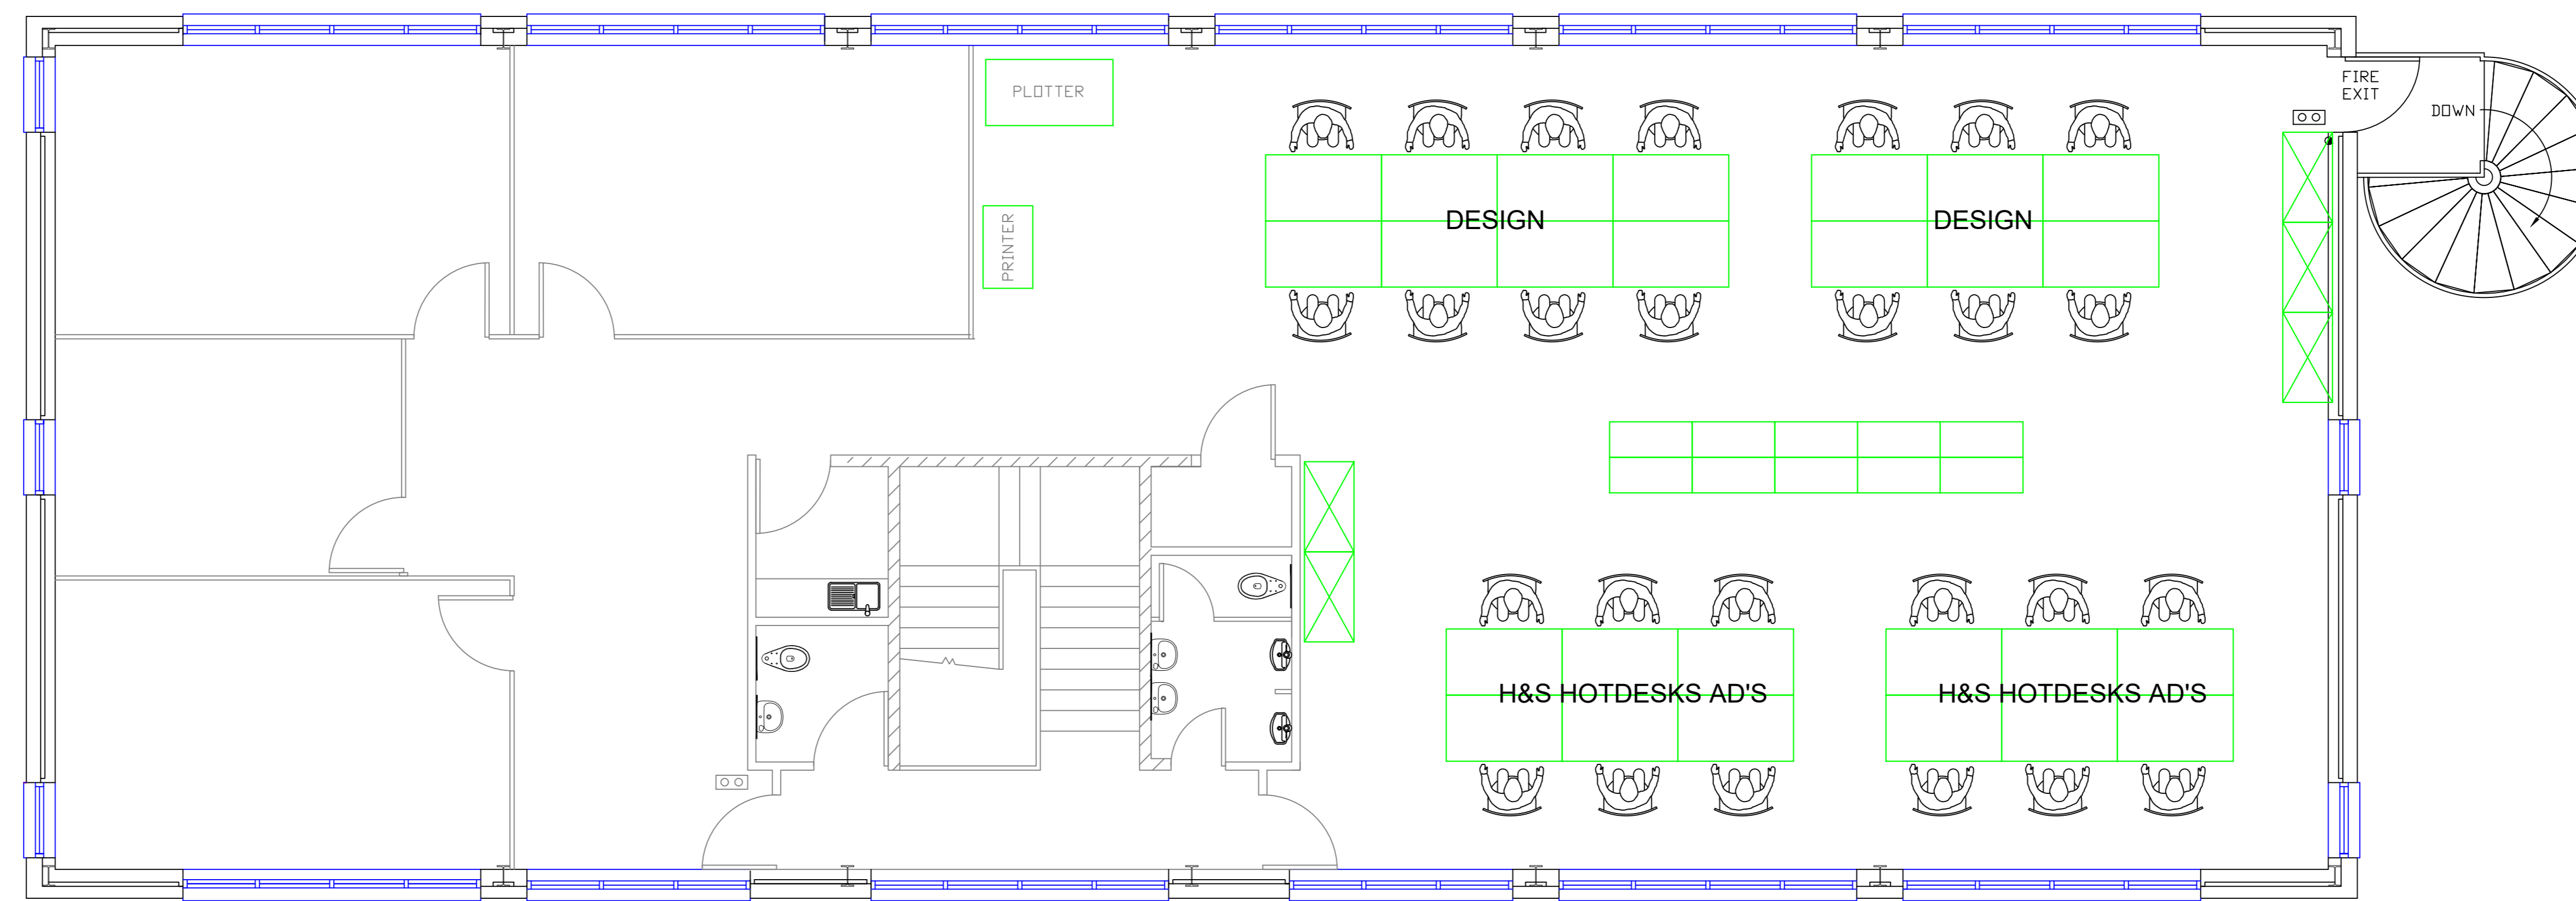 PLOTTER
FIRE
EXIT
DOWN
PRINTER
DESIGN
DESIGN
H&S HOTDESKS AD'S
H&S HOTDESKS AD'S